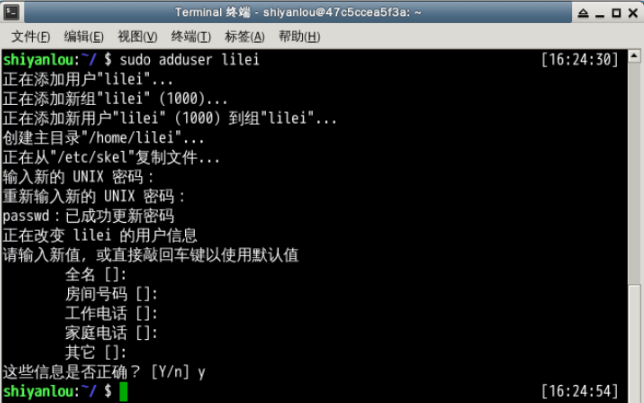 Terminal 终端 - shiyanlou@47c5ccea5f3a: ~
文件(F) 编辑(E) 视图(V) 终端(T) 标签(A) 帮助(H)
shiyanlou:~/ $ sudo adduser lilei [16:24:30]
正在添加用户"lilei"...
正在添加新组"lilei" (1000)...
正在添加新用户"lilei" (1000) 到组"lilei"...
创建主目录"/home/lilei"...
正在从"/etc/skel"复制文件...
输入新的 UNIX 密码：
重新输入新的 UNIX 密码：
passwd：已成功更新密码
正在改变 lilei 的用户信息
请输入新值，或直接敲回车键以使用默认值
全名 []:
房间号码 []:
工作电话 []:
家庭电话 []:
其它 []:
这些信息是否正确？ [Y/n] y
shiyanlou:~/ $ [16:24:54]